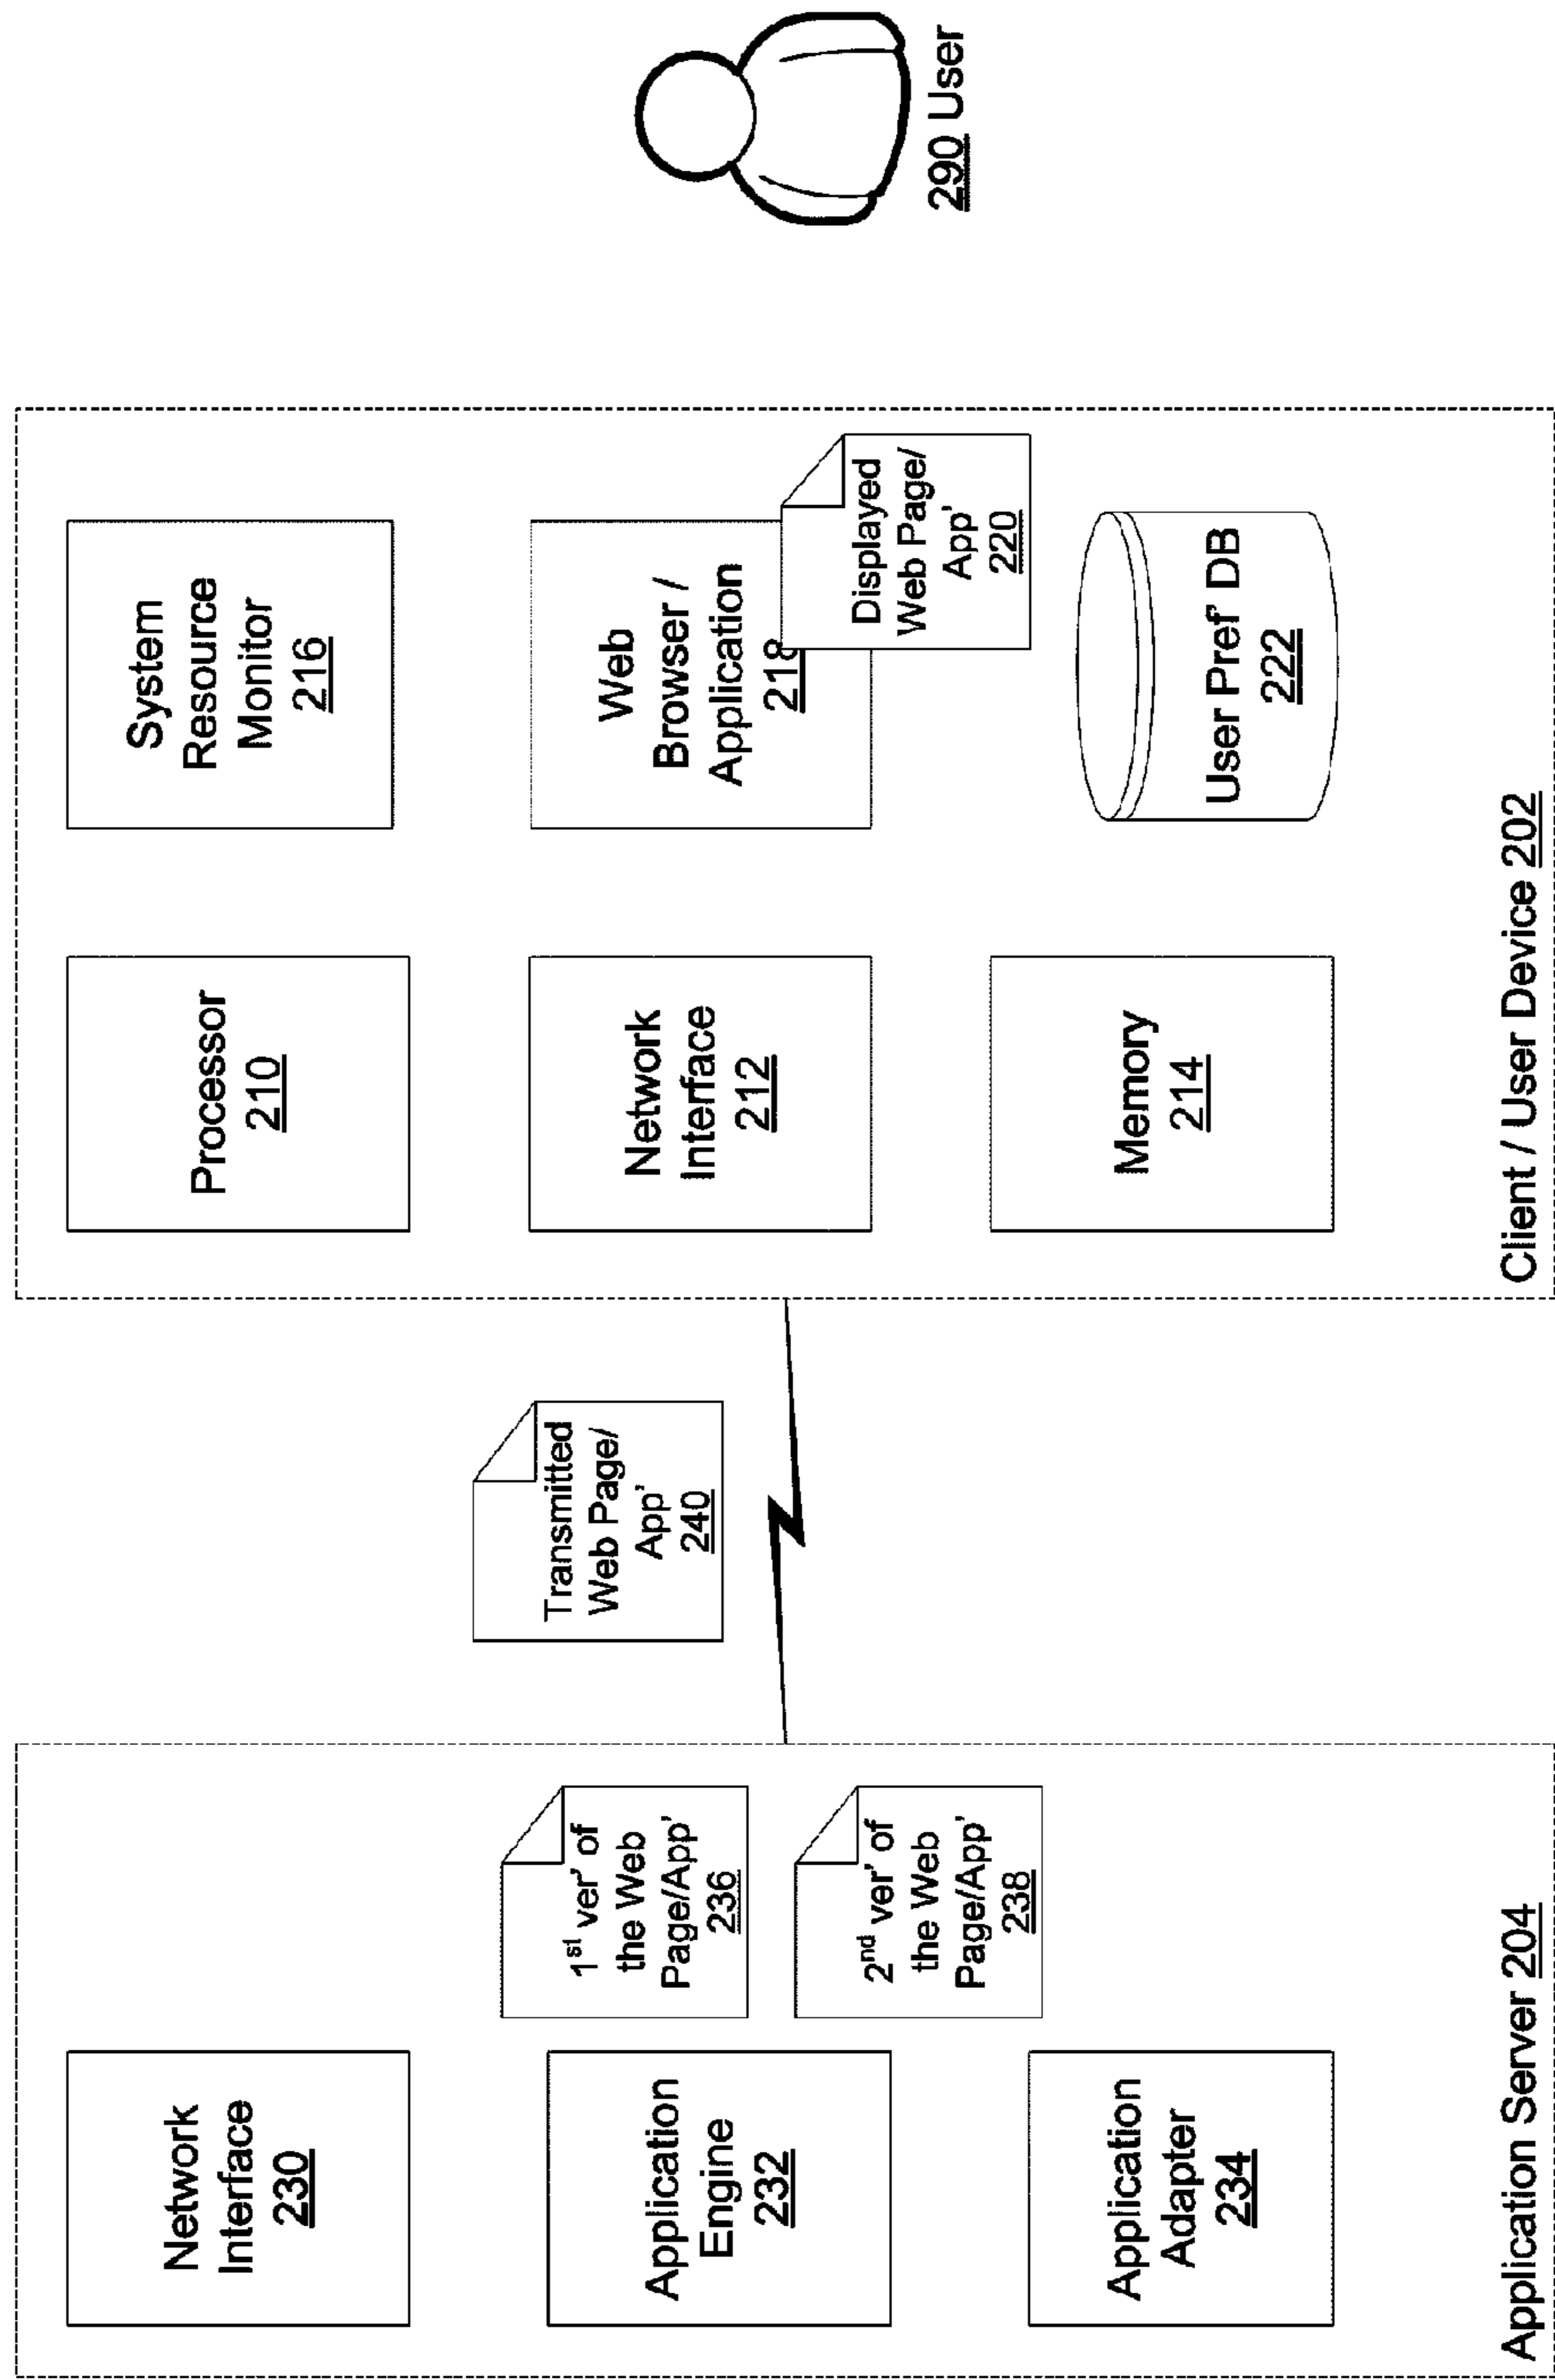 Network
Interface
230
Application
Engine
232
Application
Adapter
234
1st ver' of
the Web
Page/App'
236
2nd ver' of
the Web
Page/App'
238
Application Server 204
Transmitted
Web Page/
App'
240
Processor
210
Network
Interface
212
Memory
214
System
Resource
Monitor
216
Web
Browser /
Application
218
Displayed
Web Page/
App'
220
User Pref' DB
222
Client / User Device 202
290 User